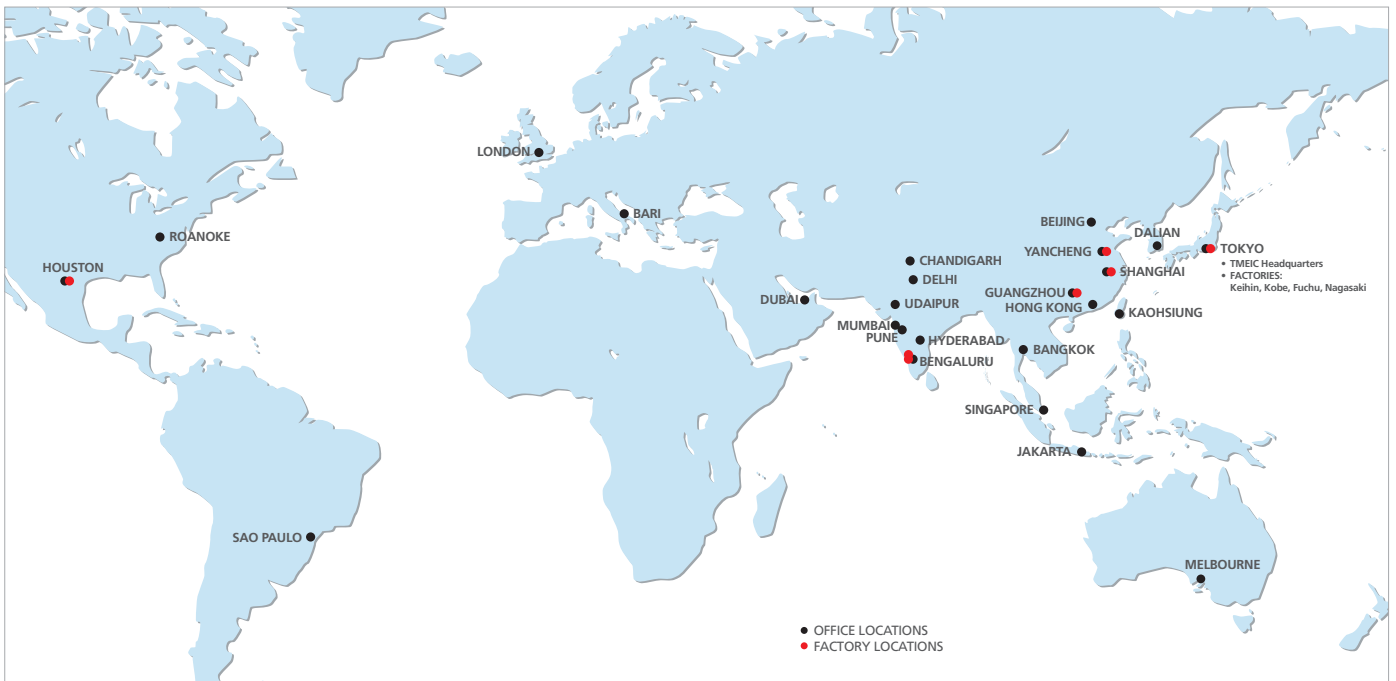 LONDON
BARI
ROANOKE
HOUSTON
SAO PAULO
DUBAI
CHANDIGARH
DELHI
UDAIPUR
MUMBAI
PUNE
HYDERABAD
BENGALURU
BEIJING
DALIAN
YANCHENG
TOKYO
• TMEIC Headquarters
• FACTORIES:
Keihin, Kobe, Fuchu, Nagasaki
SHANGHAI
GUANGZHOU
HONG KONG
KAOHSIUNG
BANGKOK
SINGAPORE
JAKARTA
MELBOURNE
OFFICE LOCATIONS
FACTORY LOCATIONS